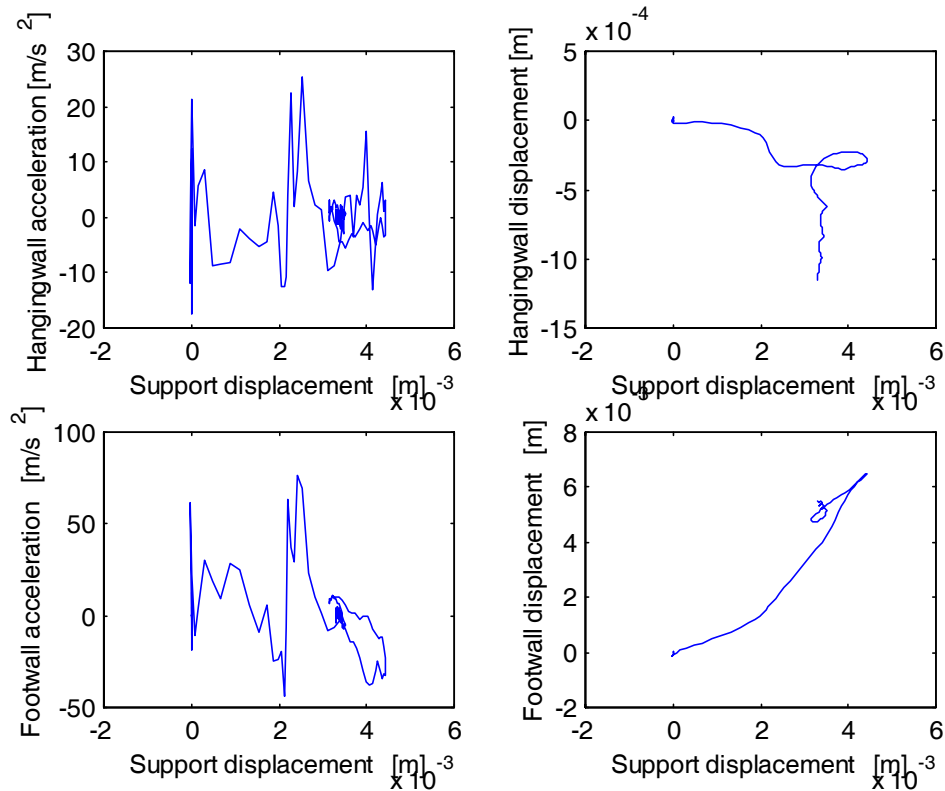 Hangingwall acceleration [m/s 2]
30
20
10
0
-10
-20
-2
0
2
4
6
Support displacement [m]
x 10 -3
Hangingwall displacement [m]
x 10 -4
5
0
-5
-10
-15
-2
0
2
4
6
Support displacement [m]
x 10 -3
Footwall acceleration [m/s 2]
100
50
0
-50
-2
0
2
4
6
Support displacement [m]
x 10 -3
Footwall displacement [m]
x 10
8
6
4
2
0
-2
-2
0
2
4
6
Support displacement [m]
x 10 -3